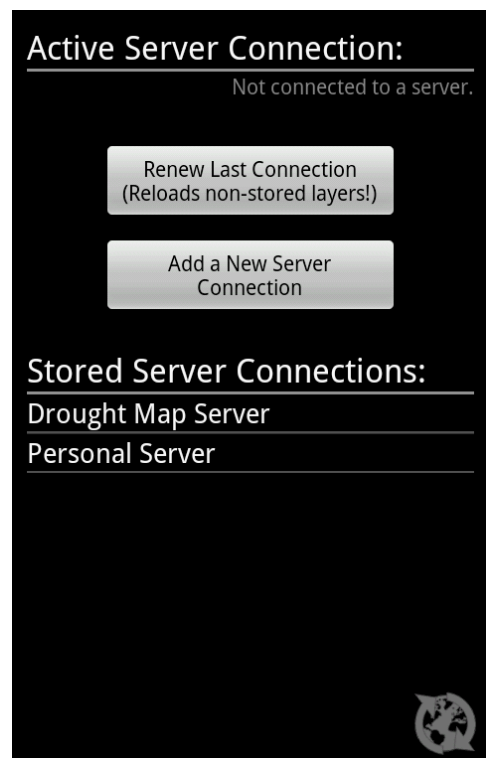 Active Server Connection:
Not connected to a server.
Renew Last Connection
(Reloads non-stored layers!)
Add a New Server
Connection
Stored Server Connections:
Drought Map Server
Personal Server